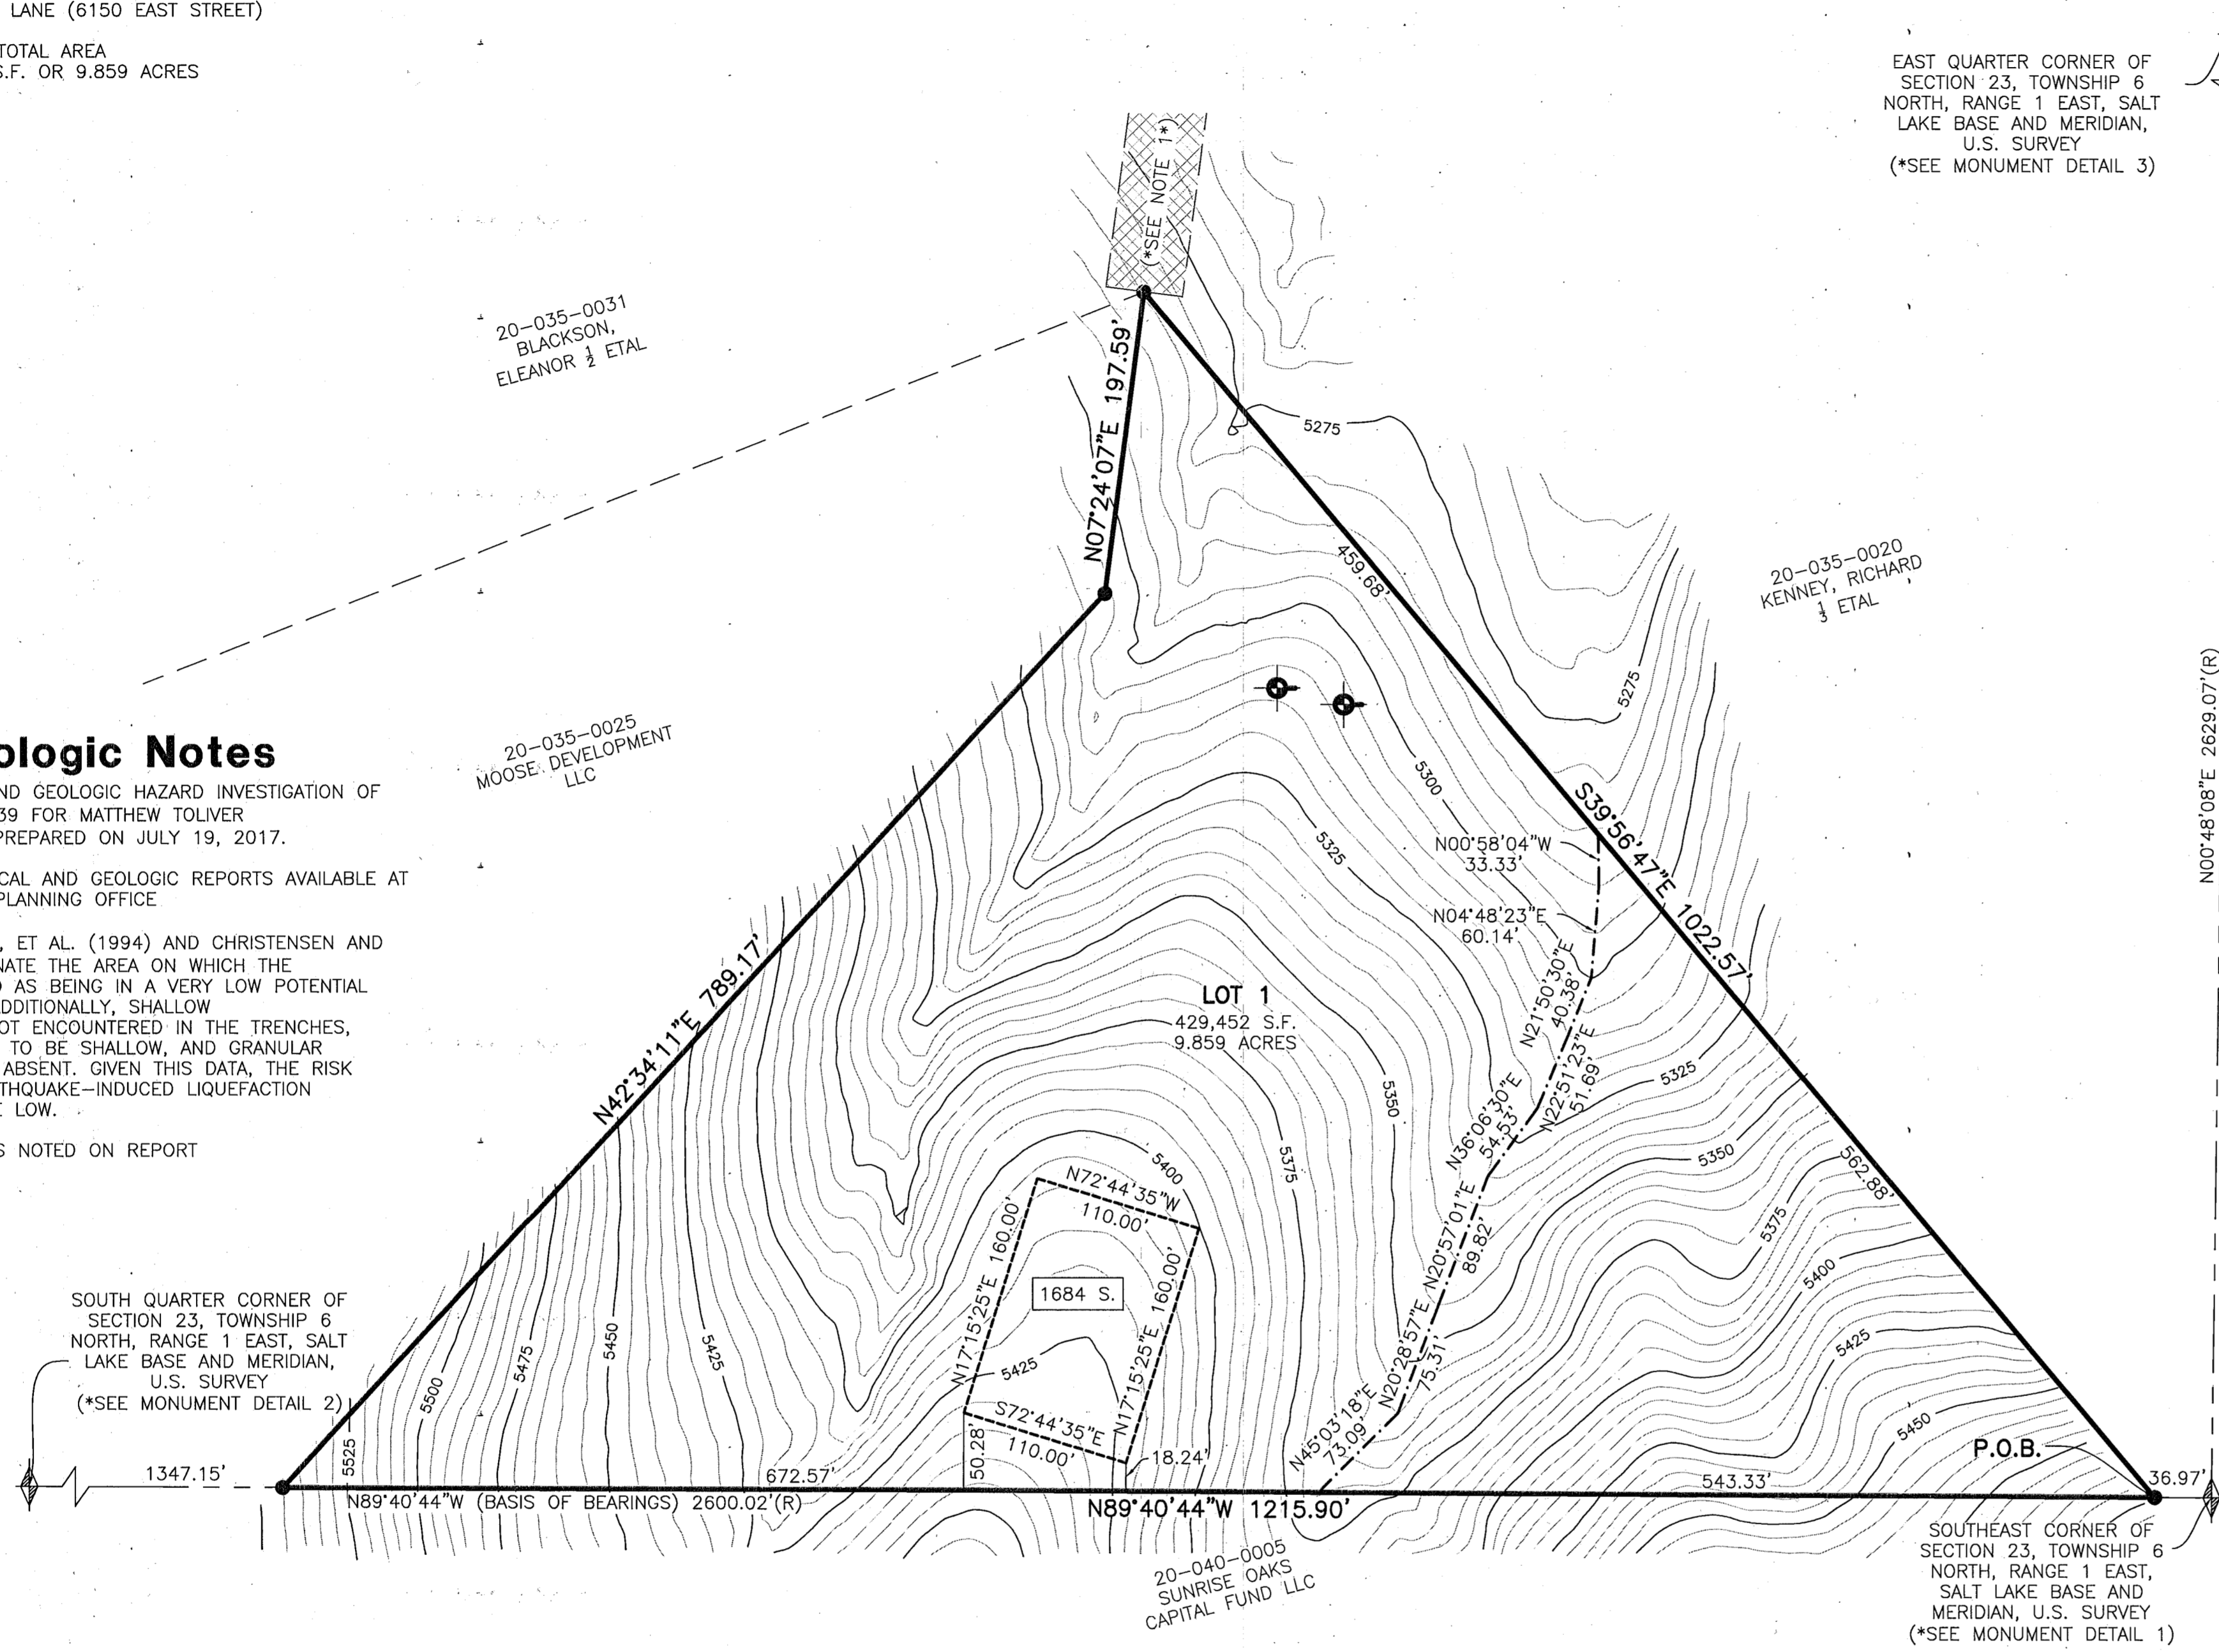 LANE (6150 EAST STREET)
TOTAL AREA
S.F. OR 9.859 ACRES
EAST QUARTER CORNER OF
SECTION 23, TOWNSHIP 6
NORTH, RANGE 1 EAST, SALT
LAKE BASE AND MERIDIAN,
U.S. SURVEY
(*SEE MONUMENT DETAIL 3)
(*SEE NOTE 1*)
20-035-0031
BLACKSON,
ELEANOR ½ ETAL
N07°24'07"E 197.59'
5275
459.68'
20-035-0020
KENNEY, RICHARD
⅓ ETAL
5275
N00°48'08"E 2629.07'(R)
20-035-0025
MOOSE DEVELOPMENT
LLC
ologic Notes
ND GEOLOGIC HAZARD INVESTIGATION OF
39 FOR MATTHEW TOLIVER
PREPARED ON JULY 19, 2017.
CAL AND GEOLOGIC REPORTS AVAILABLE AT
PLANNING OFFICE
, ET AL. (1994) AND CHRISTENSEN AND
NATE THE AREA ON WHICH THE
D AS BEING IN A VERY LOW POTENTIAL
ADDITIONALLY, SHALLOW
OT ENCOUNTERED IN THE TRENCHES,
TO BE SHALLOW, AND GRANULAR
ABSENT. GIVEN THIS DATA, THE RISK
THQUAKE-INDUCED LIQUEFACTION
E LOW.
S NOTED ON REPORT
5300
5325
S39°56'47"E 1022.57'
N00°58'04"W
33.33'
N04°48'23"E
60.14'
N21°50'30"E
40.38'
N42°34'11"E 789.17'
LOT 1
429,452 S.F.
9.859 ACRES
N22°51'23"E
51.69'
N36°06'30"E
54.53'
5325
5350
5350
5375
5375
562.88'
5400
5400
N72°44'35"W
110.00'
N17°15'25"E 160.00'
1684 S.
N17°15'25"E 160.00'
N20°57'01"E
89.82'
N20°28'57"E
75.31'
5425
5425
5425
5450
5450
5475
5500
5525
S72°44'35"E
110.00'
50.28'
18.24'
N45°03'18"E
73.09'
SOUTH QUARTER CORNER OF
SECTION 23, TOWNSHIP 6
NORTH, RANGE 1 EAST, SALT
LAKE BASE AND MERIDIAN,
U.S. SURVEY
(*SEE MONUMENT DETAIL 2)
1347.15'
672.57'
543.33'
P.O.B.
36.97'
N89°40'44"W (BASIS OF BEARINGS) 2600.02'(R)
N89°40'44"W 1215.90'
20-040-0005
SUNRISE OAKS
CAPITAL FUND LLC
SOUTHEAST CORNER OF
SECTION 23, TOWNSHIP 6
NORTH, RANGE 1 EAST,
SALT LAKE BASE AND
MERIDIAN, U.S. SURVEY
(*SEE MONUMENT DETAIL 1)